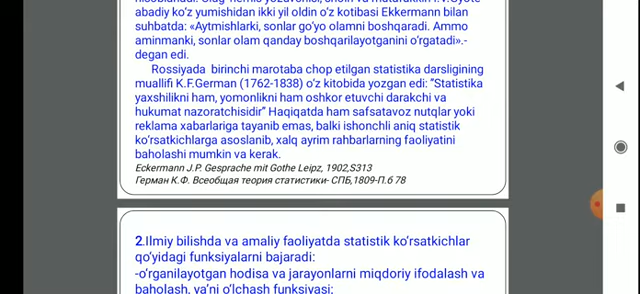 abadiy ko'z yumishidan ikki yil oldin o'z kotibasi Ekkermann bilan
suhbatda: «Aytmishlarki, sonlar go'yo olamni boshqaradi. Ammo
aminmanki, sonlar olam qanday boshqarilayotganini o'rgatadi».-
degan edi.
Rossiyada birinchi marotaba chop etilgan statistika darsligining
muallifi K.F.German (1762-1838) o'z kitobida yozgan edi: "Statistika
yaxshilikni ham, yomonlikni ham oshkor etuvchi darakchi va
hukumat nazoratchisidir" Haqiqatda ham safsatavoz nutqlar yoki
reklama xabarlariga tayanib emas, balki ishonchli aniq statistik
ko'rsatkichlarga asoslanib, xalq ayrim rahbarlarning faoliyatini
baholashi mumkin va kerak.
Eckermann J.P. Gesprache mit Gothe Leipz, 1902,S313
Герман К.Ф. Всеобщая теория статистики- СПБ,1809-П.б 78
2.Ilmiy bilishda va amaliy faoliyatda statistik ko'rsatkichlar
qo'yidagi funksiyalarni bajaradi:
-o'rganilayotgan hodisa va jarayonlarni miqdoriy ifodalash va
baholash, ya'ni o'lchash funksiyasi;